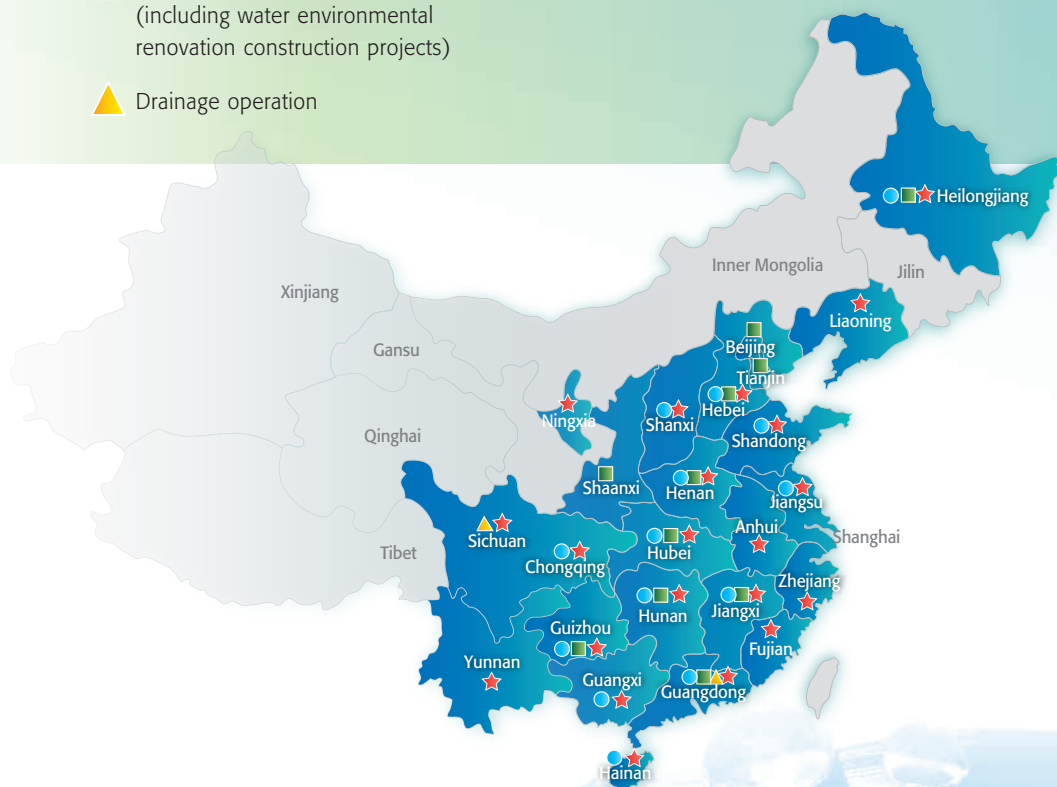 (including water environmental
renovation construction projects)
Drainage operation
Heilongjiang
Inner Mongolia
Jilin
Xinjiang
Liaoning
Beijing
Gansu
Tianjin
Ningxia
Hebei
Shanxi
Qinghai
Shandong
Shaanxi
Henan
Jiangsu
Anhui
Shanghai
Sichuan
Tibet
Hubei
Chongqing
Zhejiang
Jiangxi
Hunan
Guizhou
Fujian
Yunnan
Guangxi
Guangdong
Hainan